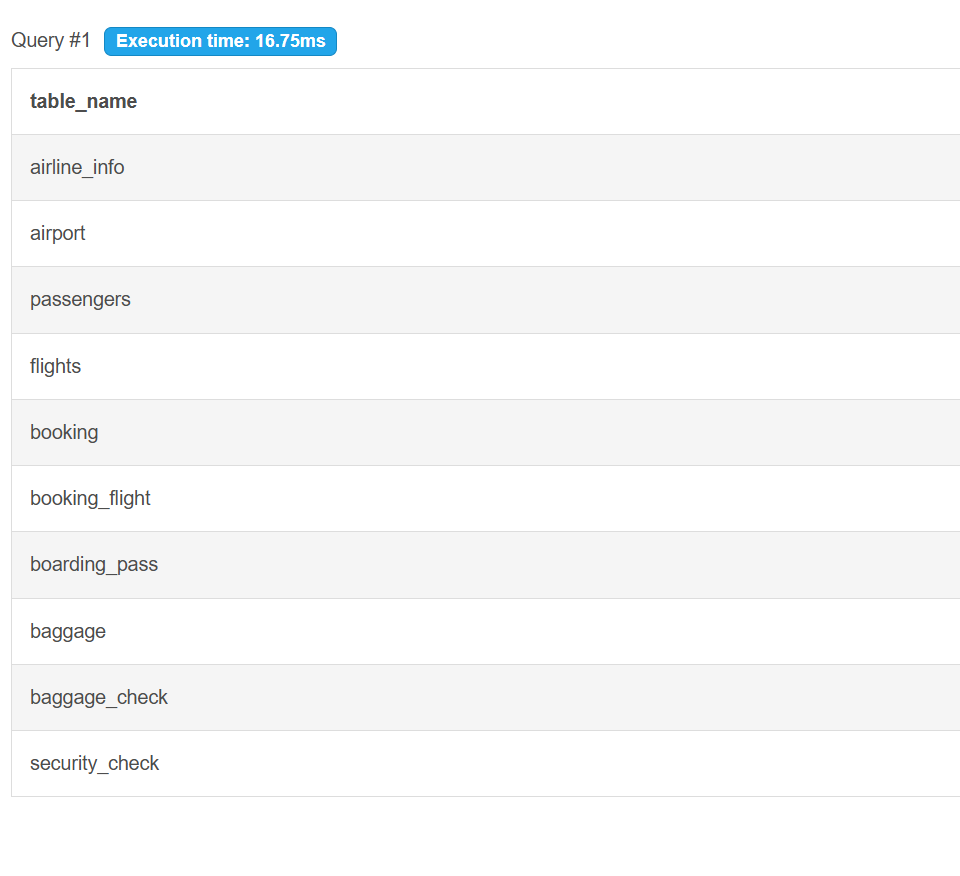 Query #1 Execution time: 16.75ms
table_name
airline_info
airport
passengers
flights
booking
booking_flight
boarding_pass
baggage
baggage_check
security_check